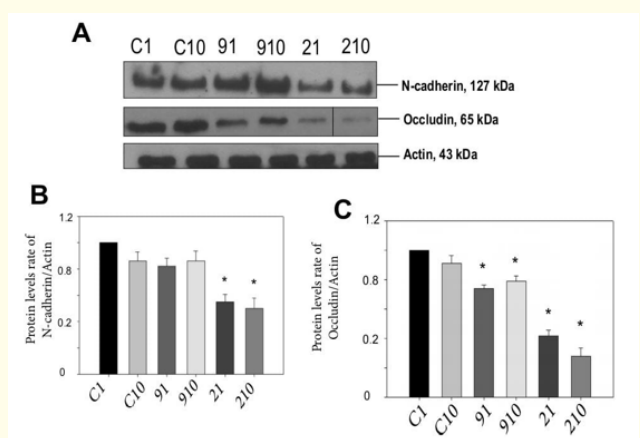 A
C1 C10 91 910 21 210
N-cadherin, 127 kDa
Occludin, 65 kDa
Actin, 43 kDa
B
Protein levels rate of
N-cadherin/Actin
1.2
0.8
0.2
0
* *
C1 C10 91 910 21 210
C
Protein levels rate of
Occludin/Actin
1.2
0.8
0.2
0
* * * *
C1 C10 91 910 21 210